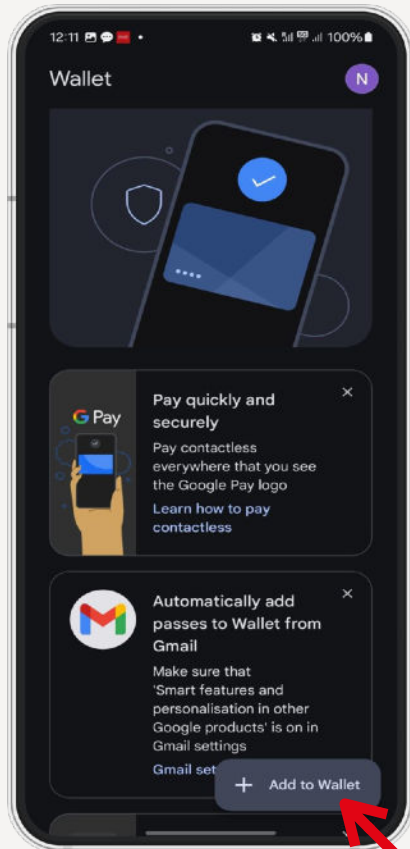 12:11 100%
Wallet
N
G Pay
Pay quickly and
securely
Pay contactless
everywhere that you see
the Google Pay logo
Learn how to pay
contactless
Automatically add
passes to Wallet from
Gmail
Make sure that
'Smart features and
personalisation in other
Google products' is on in
Gmail settings
Gmail set
+ Add to Wallet